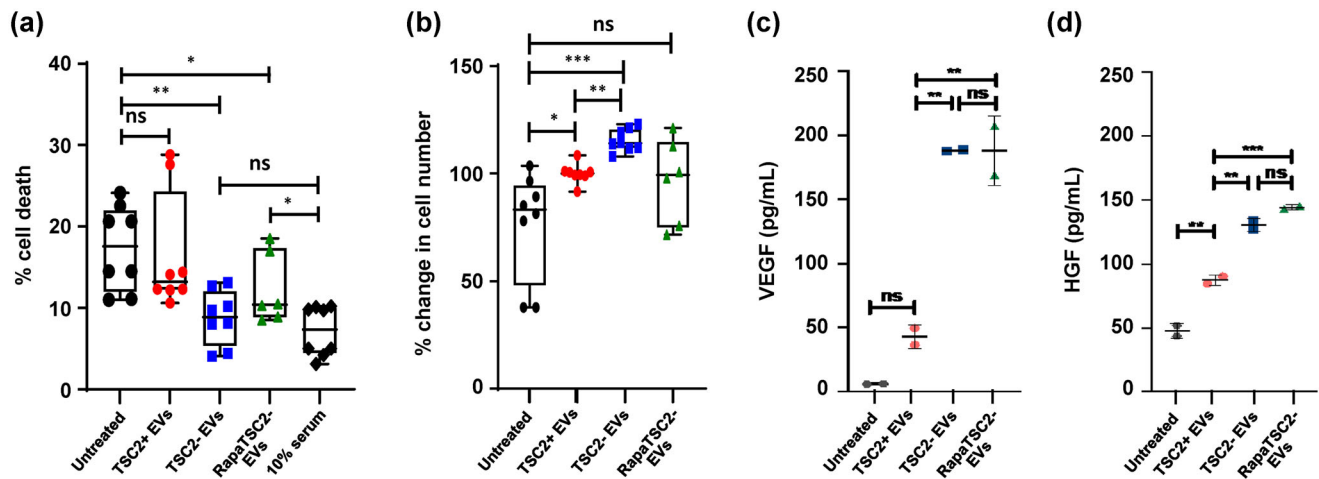 (a)
% cell death
40
30
20
10
0
*
**
ns
ns
*
Untreated
TSC2+ EVs
TSC2- EVs
RapaTSC2-
EVs
10% serum
(b)
% change in cell number
150
100
50
0
ns
***
**
*
Untreated
TSC2+ EVs
TSC2- EVs
RapaTSC2-
EVs
(c)
VEGF (pg/mL)
250
200
150
100
50
0
**
**
ns
ns
Untreated
TSC2+ EVs
TSC2- EVs
RapaTSC2-
EVs
(d)
HGF (pg/mL)
250
200
150
100
50
0
***
**
ns
**
Untreated
TSC2+ EVs
TSC2- EVs
RapaTSC2-
EVs